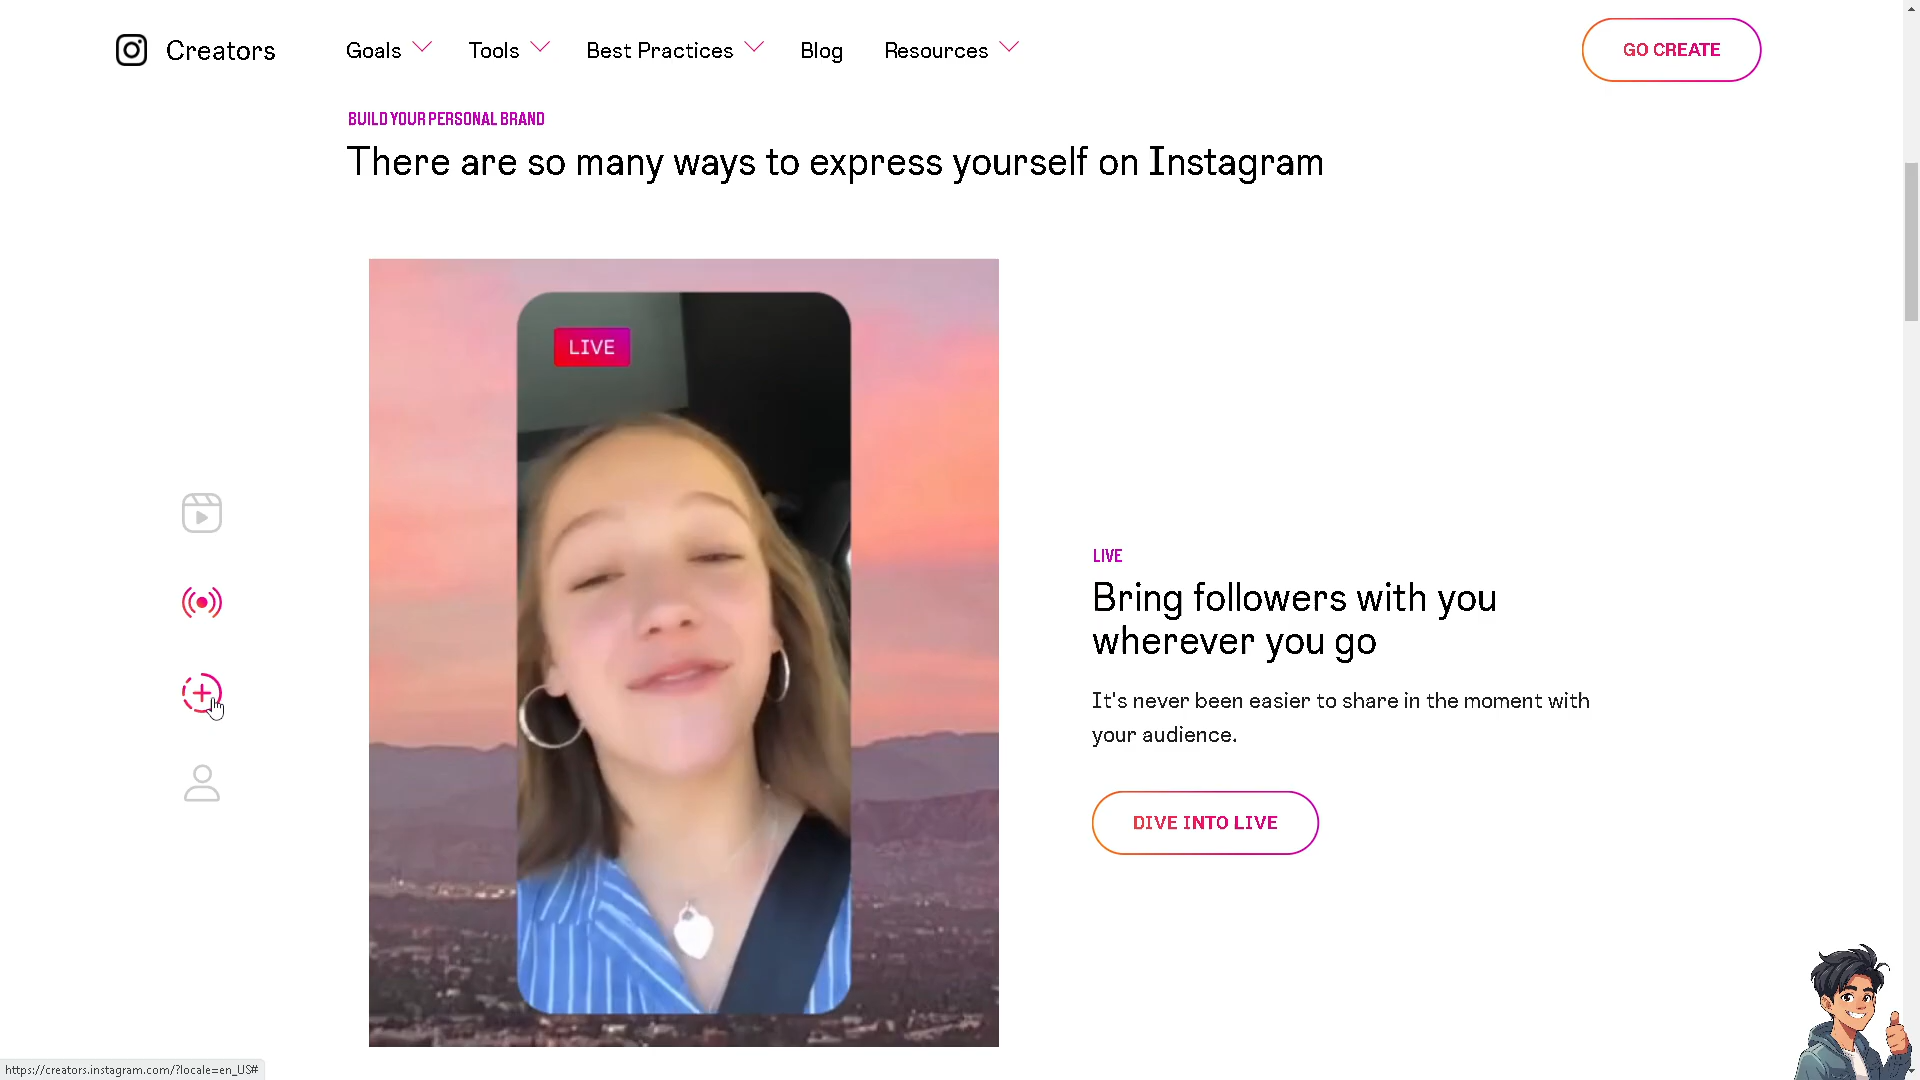 Creators
Goals
Tools
Best Practices
Blog
Resources
GO CREATE
BUILD YOUR PERSONAL BRAND
There are so many ways to express yourself on Instagram
LIVE
LIVE
Bring followers with you
wherever you go
It's never been easier to share in the moment with
your audience.
DIVE INTO LIVE
https://creators.instagram.com/?locale=en_US#